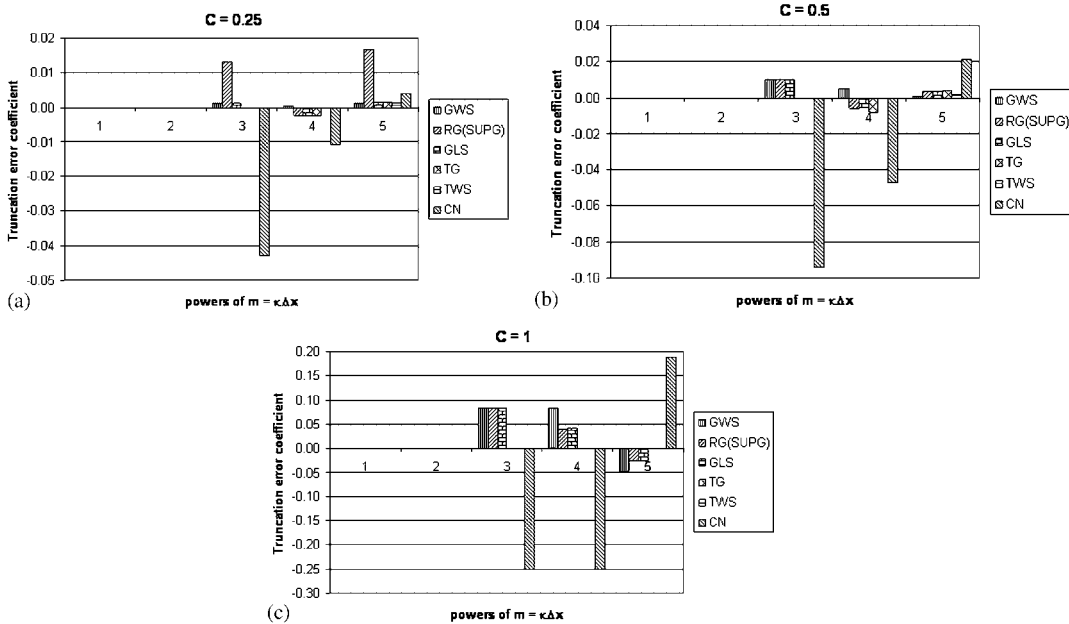 C = 0.25
Truncation error coefficient
0.02
0.01
0.00
-0.01
-0.02
-0.03
-0.04
-0.05
1 2 3 4 5
powers of m = κΔx
GWS
RG(SUPG)
GLS
TG
TWS
CN
(a)
C = 0.5
Truncation error coefficient
0.04
0.02
0.00
-0.02
-0.04
-0.06
-0.08
-0.10
1 2 3 4 5
powers of m = κΔx
GWS
RG(SUPG)
GLS
TG
TWS
CN
(b)
C = 1
Truncation error coefficient
0.20
0.15
0.10
0.05
0.00
-0.05
-0.10
-0.15
-0.20
-0.25
-0.30
1 2 3 4 5
powers of m = κΔx
GWS
RG(SUPG)
GLS
TG
TWS
CN
(c)